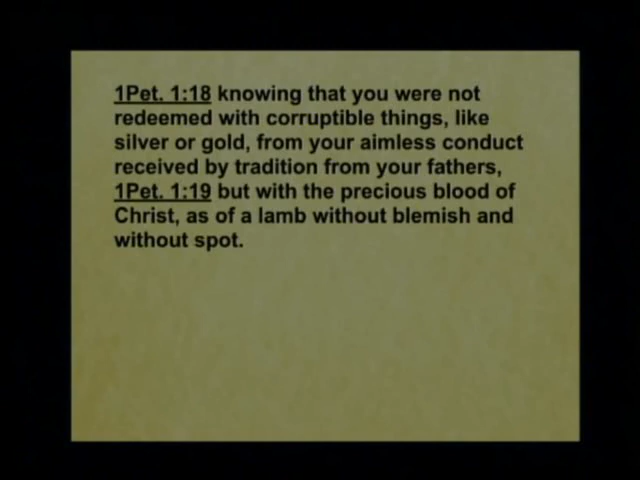 1Pet. 1:18 knowing that you were not
redeemed with corruptible things, like
silver or gold, from your aimless conduct
received by tradition from your fathers,
1Pet. 1:19 but with the precious blood of
Christ, as of a lamb without blemish and
without spot.